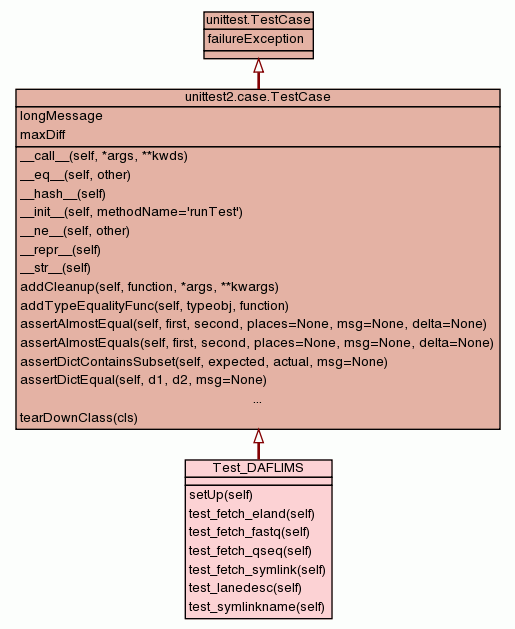 unittest.TestCase
failureException
unittest2.case.TestCase
longMessage
maxDiff
__call__(self, *args, **kwds)
__eq__(self, other)
__hash__(self)
__init__(self, methodName='runTest')
__ne__(self, other)
__repr__(self)
__str__(self)
addCleanup(self, function, *args, **kwargs)
addTypeEqualityFunc(self, typeobj, function)
assertAlmostEqual(self, first, second, places=None, msg=None, delta=None)
assertAlmostEquals(self, first, second, places=None, msg=None, delta=None)
assertDictContainsSubset(self, expected, actual, msg=None)
assertDictEqual(self, d1, d2, msg=None)
...
tearDownClass(cls)
Test_DAFLIMS
setUp(self)
test_fetch_eland(self)
test_fetch_fastq(self)
test_fetch_qseq(self)
test_fetch_symlink(self)
test_lanedesc(self)
test_symlinkname(self)